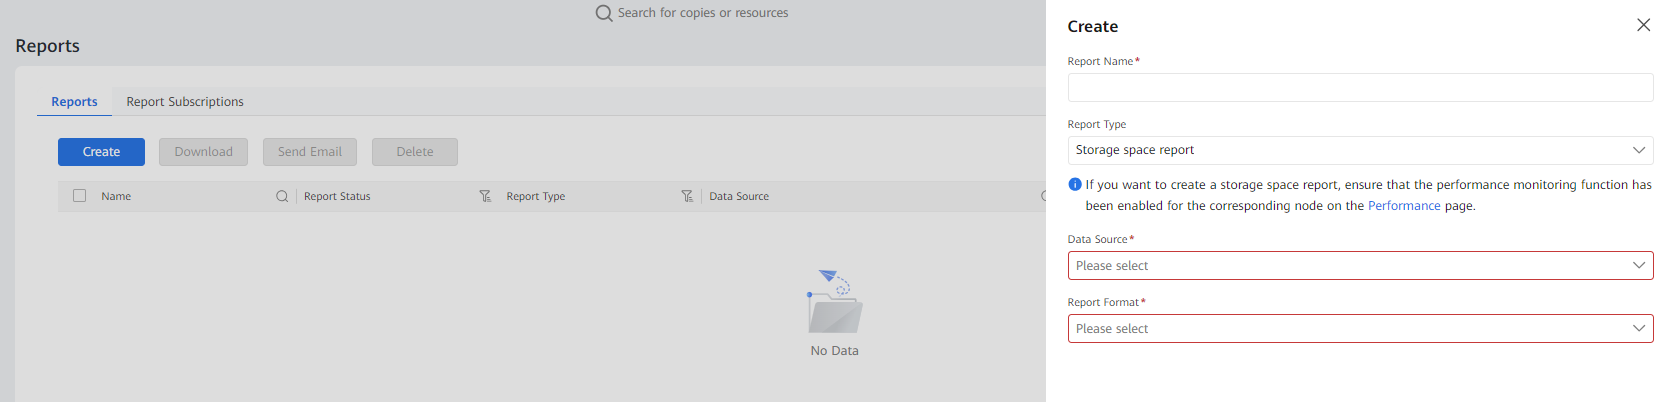 Search for copies or resources
Reports
Reports Report Subscriptions
Create Download Send Email Delete
Name Report Status Report Type Data Source
No Data
Create
Report Name*
Report Type
Storage space report
If you want to create a storage space report, ensure that the performance monitoring function has
been enabled for the corresponding node on the Performance page.
Data Source*
Please select
Report Format*
Please select